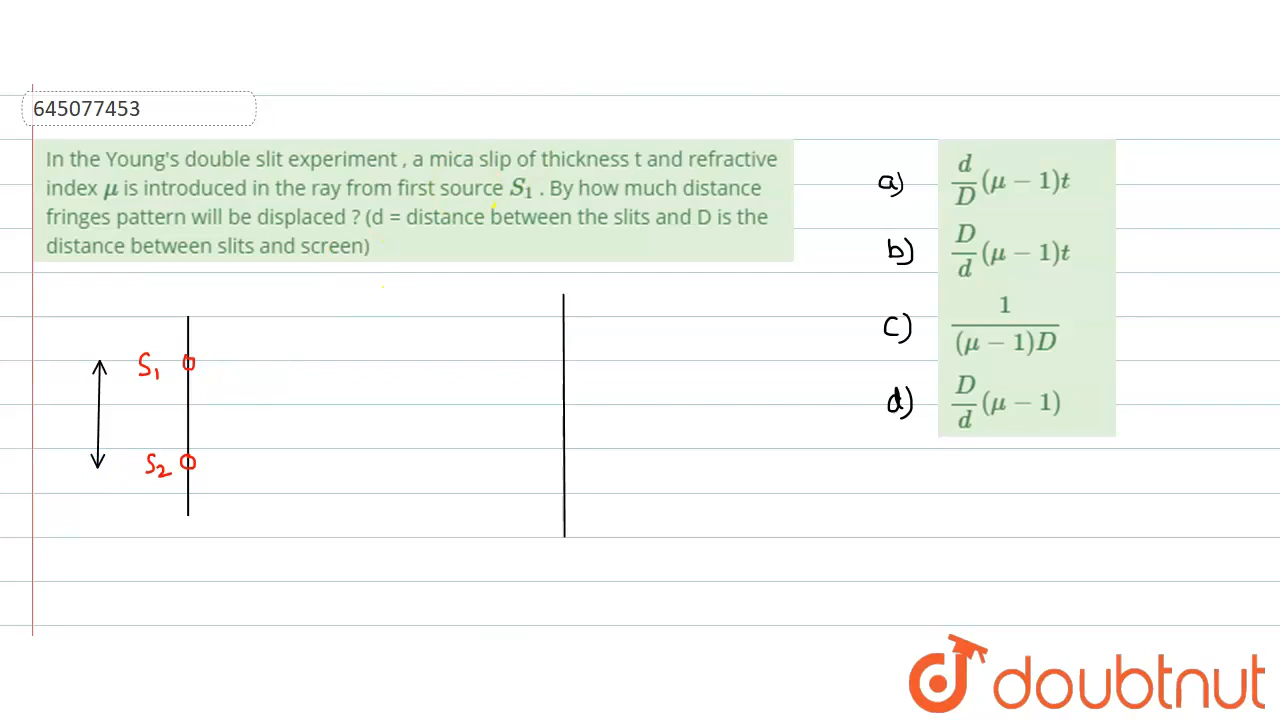 645077453
In the Young's double slit experiment , a mica slip of thickness t and refractive
index μ is introduced in the ray from first source S₁ . By how much distance
fringes pattern will be displaced ? (d = distance between the slits and D is the
distance between slits and screen)
a) d/D (μ − 1)t
b) D/d (μ − 1)t
c) 1/((μ − 1)D)
d) D/d (μ − 1)
S₁
S₂
doubtnut